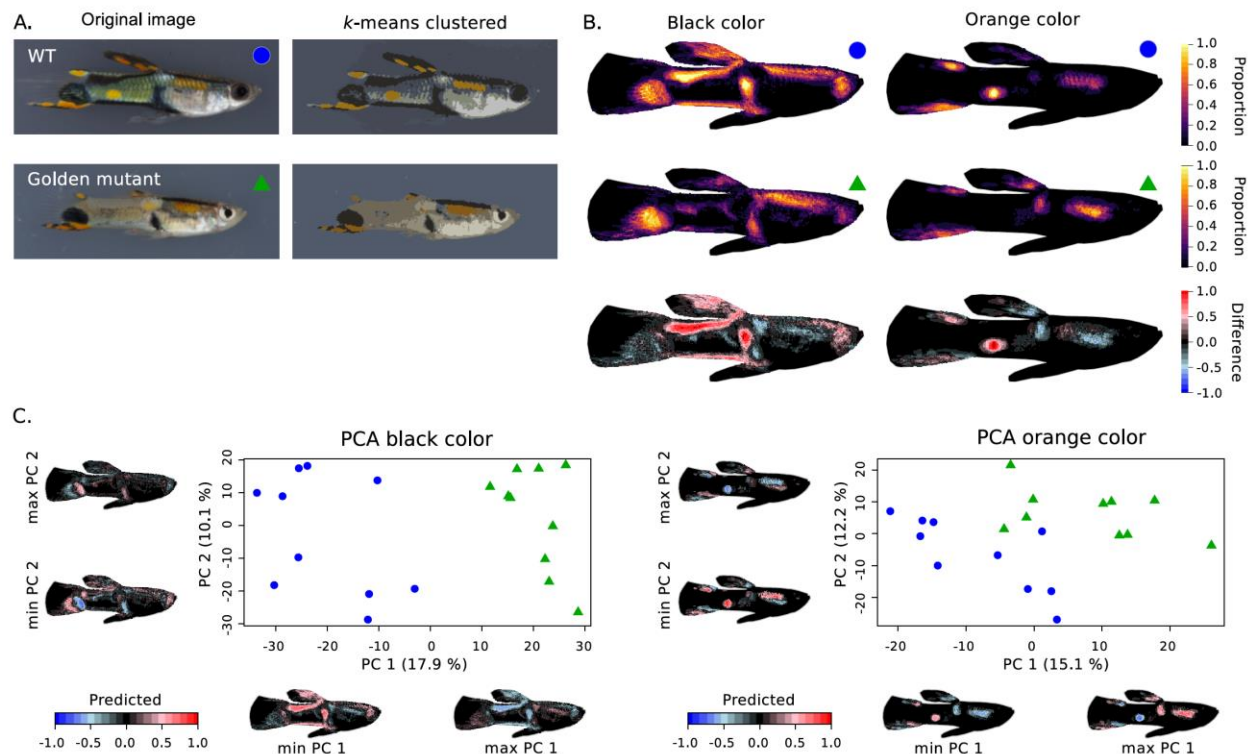 A.
Original image
k-means clustered
WT
Golden mutant
B.
Black color
Orange color
1.0
0.8
0.6
0.4
0.2
0.0
Proportion
1.0
0.8
0.6
0.4
0.2
0.0
Proportion
1.0
0.5
0.0
-0.5
-1.0
Difference
C.
PCA black color
max PC 2
min PC 2
PC 2 (10.1 %)
20
10
0
-10
-20
-30
-30 -20 -10 0 10 20 30
PC 1 (17.9 %)
Predicted
-1.0 -0.5 0.0 0.5 1.0
min PC 1
max PC 1
PCA orange color
max PC 2
min PC 2
PC 2 (12.2 %)
20
10
0
-10
-20
-20 -10 0 10 20
PC 1 (15.1 %)
Predicted
-1.0 -0.5 0.0 0.5 1.0
min PC 1
max PC 1